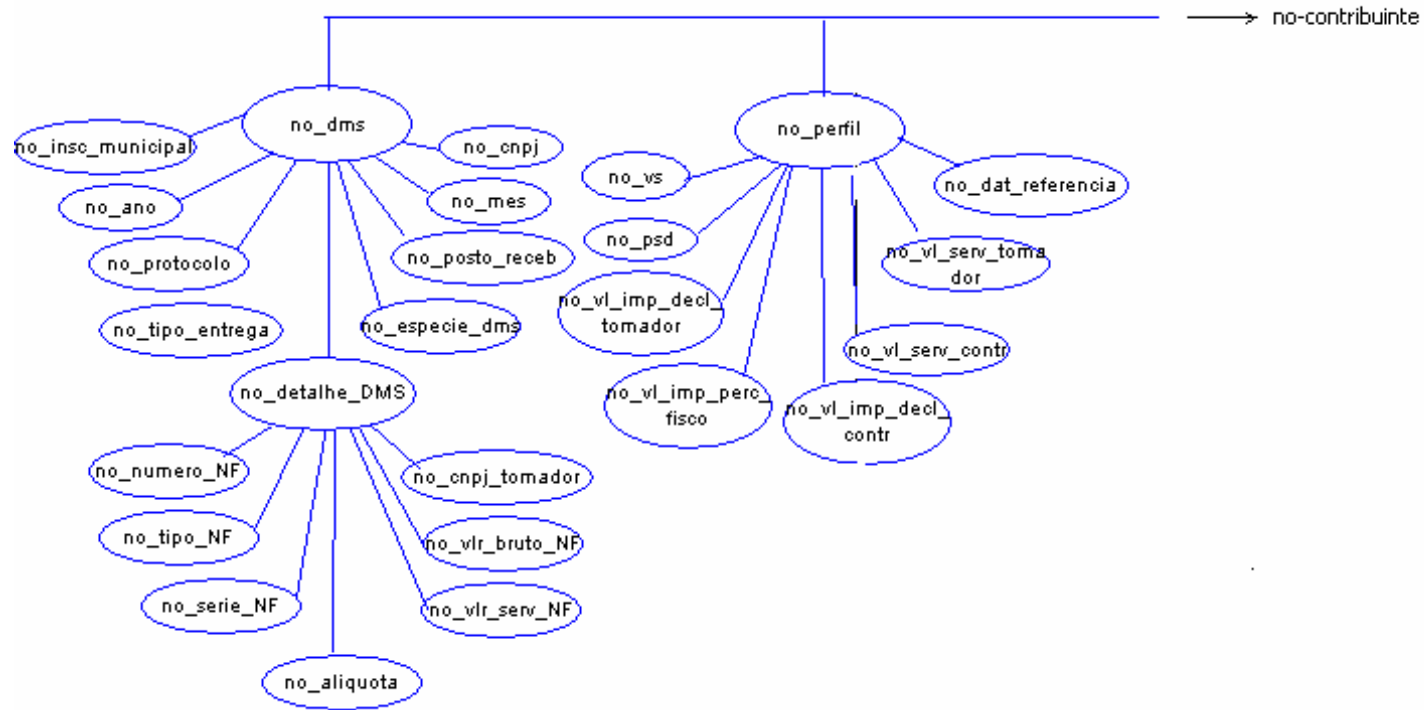 no-contribuinte
no_dms
no_perfil
no_insc_municipal
no_cnpj
no_vs
no_dat_referencia
no_ano
no_mes
no_psd
no_vl_serv_toma
dor
no_protocolo
no_posto_receb
no_vl_imp_decl_
tomador
no_tipo_entrega
no_especie_dms
no_vl_serv_contr
no_detalhe_DMS
no_vl_imp_perc_
fisco
no_vl_imp_decl_
contr
no_numero_NF
no_cnpj_tomador
no_tipo_NF
no_vlr_bruto_NF
no_serie_NF
no_vlr_serv_NF
no_aliquota